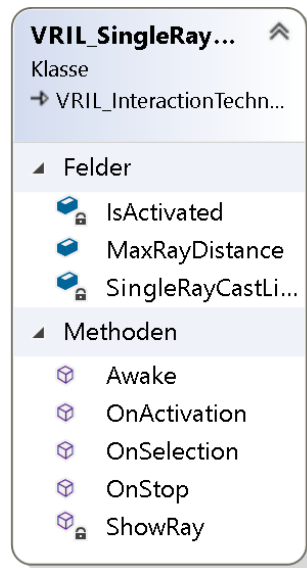 VRIL_SingleRay...
Klasse
VRIL_InteractionTechn...
Felder
IsActivated
MaxRayDistance
SingleRayCastLi...
Methoden
Awake
OnActivation
OnSelection
OnStop
ShowRay